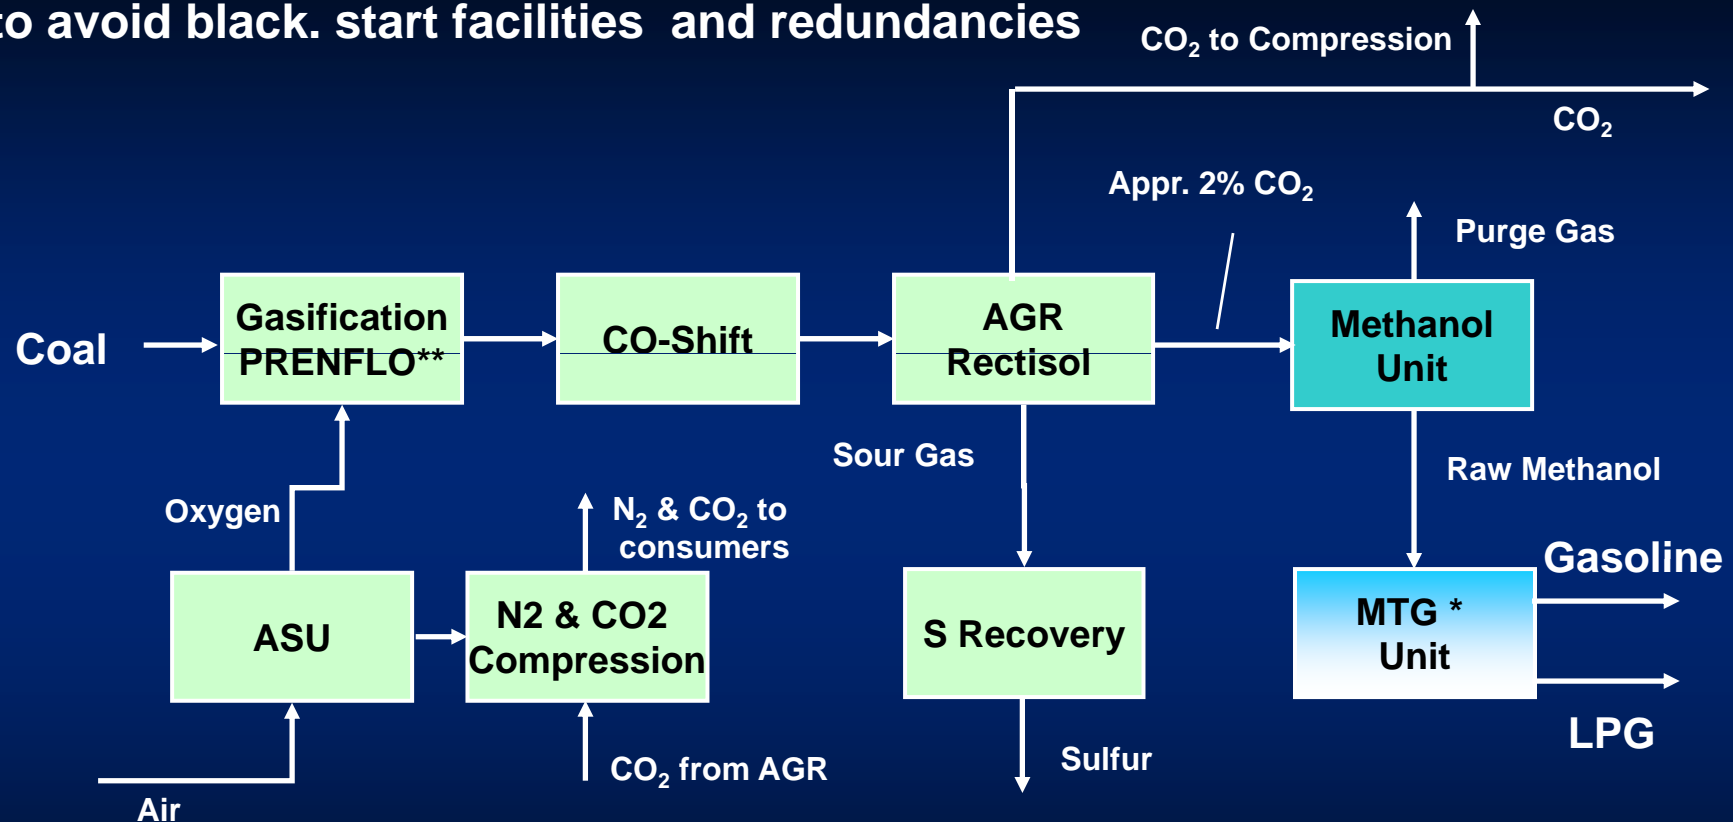 to avoid black. start facilities  and redundancies
CO₂ to Compression
CO₂
Appr. 2% CO₂
Purge Gas
Coal
Gasification
PRENFLO**
CO-Shift
AGR
Rectisol
Methanol
Unit
Sour Gas
Raw Methanol
Oxygen
N₂ & CO₂ to
consumers
Gasoline
ASU
N2 & CO2
Compression
S Recovery
MTG *
Unit
LPG
CO₂ from AGR
Sulfur
Air